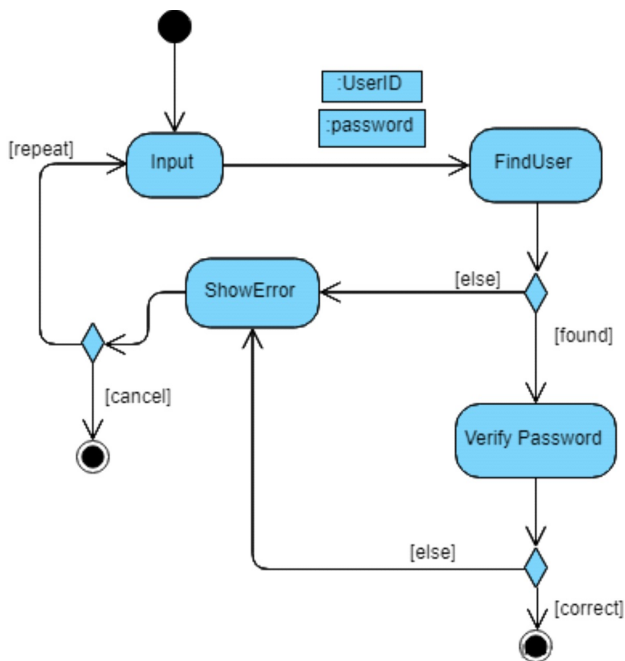 :UserID
:password
[repeat]
Input
FindUser
ShowError
[else]
[found]
[cancel]
Verify Password
[else]
[correct]